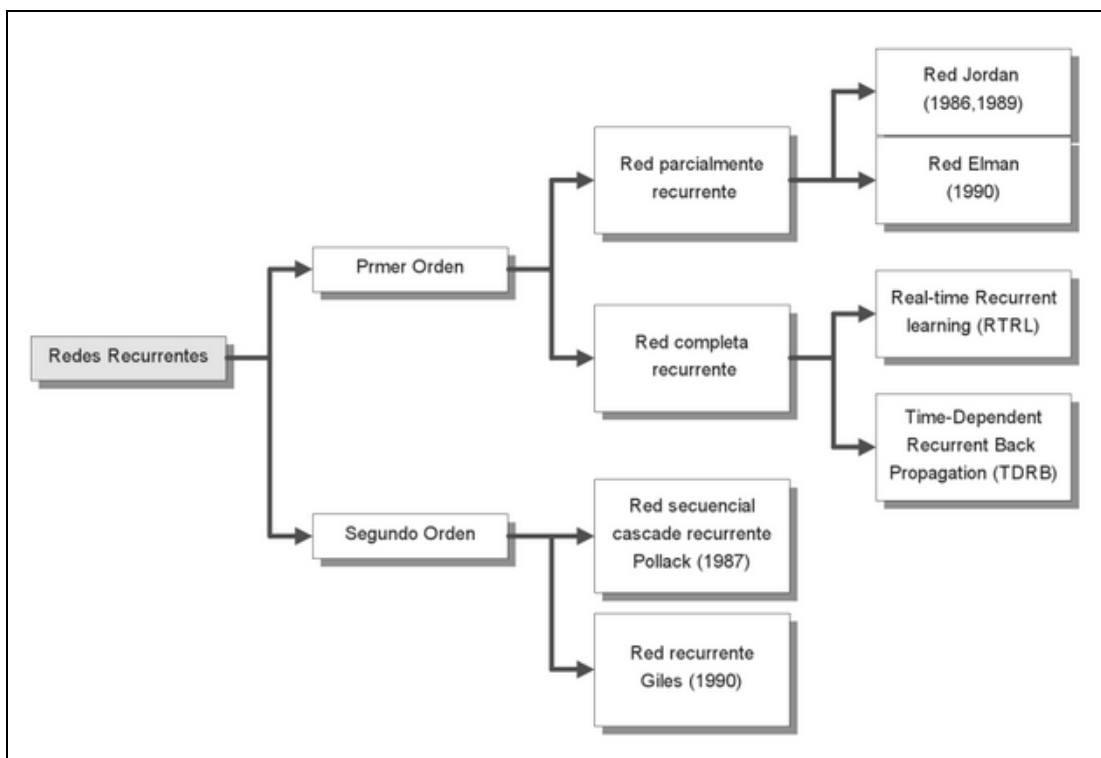 Redes Recurrentes
Prmer Orden
Segundo Orden
Red parcialmente
recurrente
Red completa
recurrente
Red secuencial
cascade recurrente
Pollack (1987)
Red recurrente
Giles (1990)
Red Jordan
(1986,1989)
Red Elman
(1990)
Real-time Recurrent
learning (RTRL)
Time-Dependent
Recurrent Back
Propagation (TDRB)